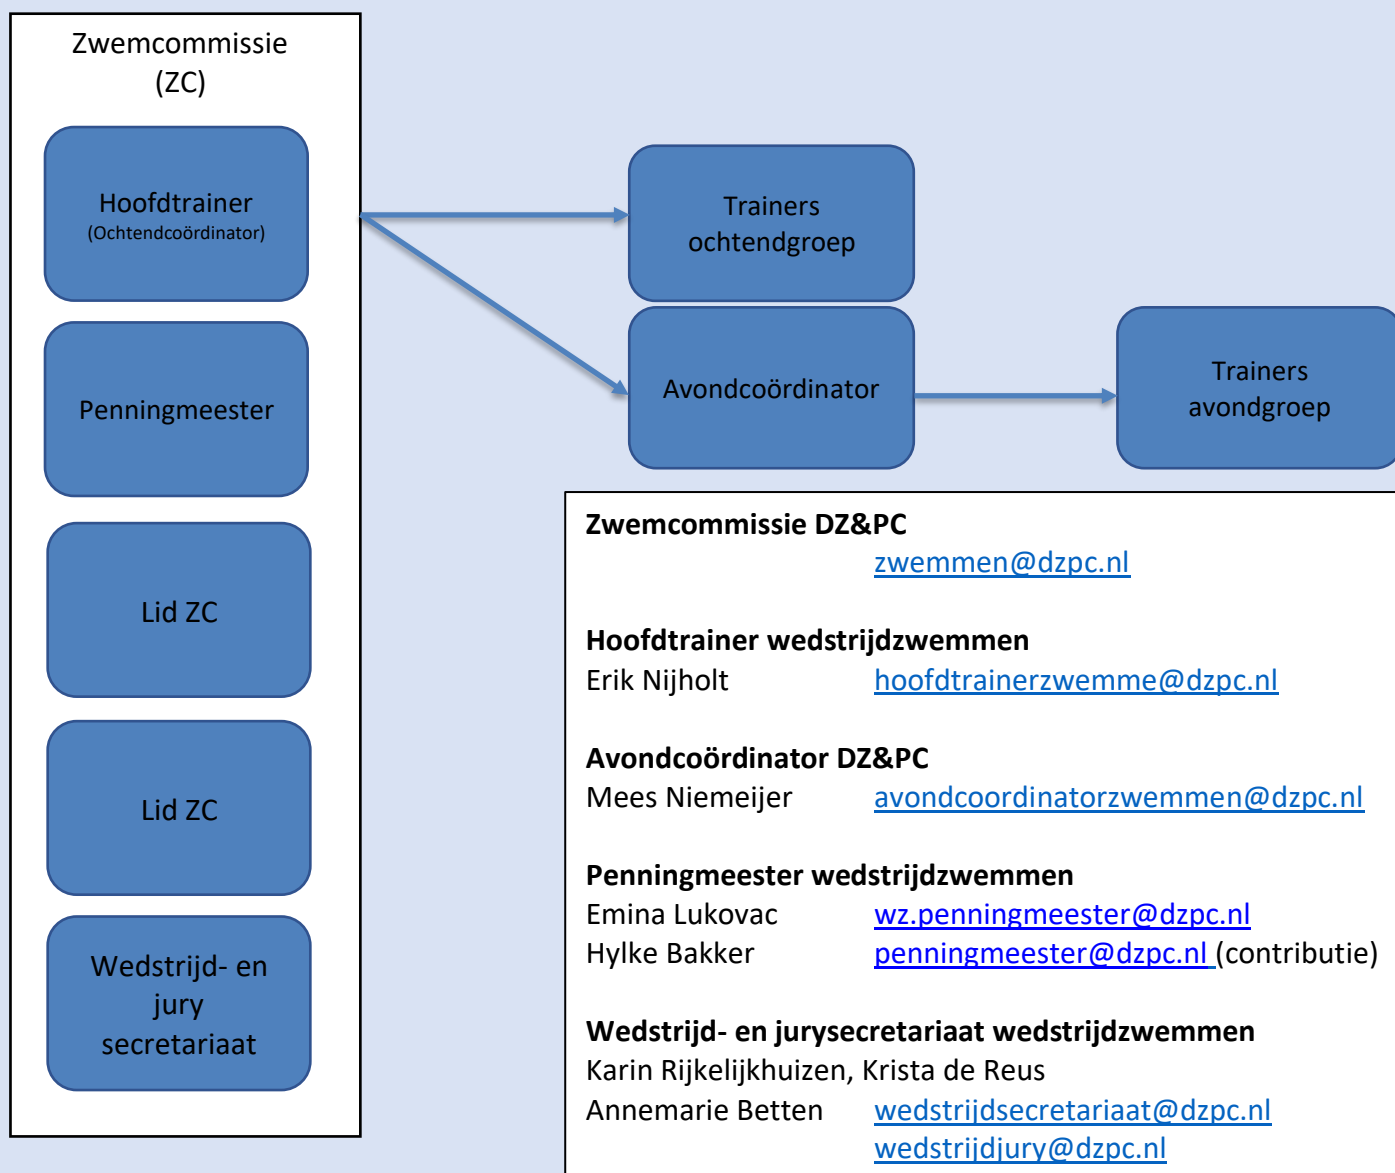 Zwemcommissie
(ZC)
Hoofdtrainer
(Ochtendcoördinator)
Penningmeester
Lid ZC
Lid ZC
Wedstrijd- en
jury
secretariaat
Trainers
ochtendgroep
Avondcoördinator
Trainers
avondgroep
Zwemcommissie DZ&PC
zwemmen@dzpc.nl
Hoofdtrainer wedstrijdzwemmen
Erik Nijholt hoofdtrainerzwemme@dzpc.nl
Avondcoördinator DZ&PC
Mees Niemeijer avondcoordinatorzwemmen@dzpc.nl
Penningmeester wedstrijdzwemmen
Emina Lukovac wz.penningmeester@dzpc.nl
Hylke Bakker penningmeester@dzpc.nl (contributie)
Wedstrijd- en jurysecretariaat wedstrijdzwemmen
Karin Rijkelijkhuizen, Krista de Reus
Annemarie Betten wedstrijdsecretariaat@dzpc.nl
wedstrijdjury@dzpc.nl